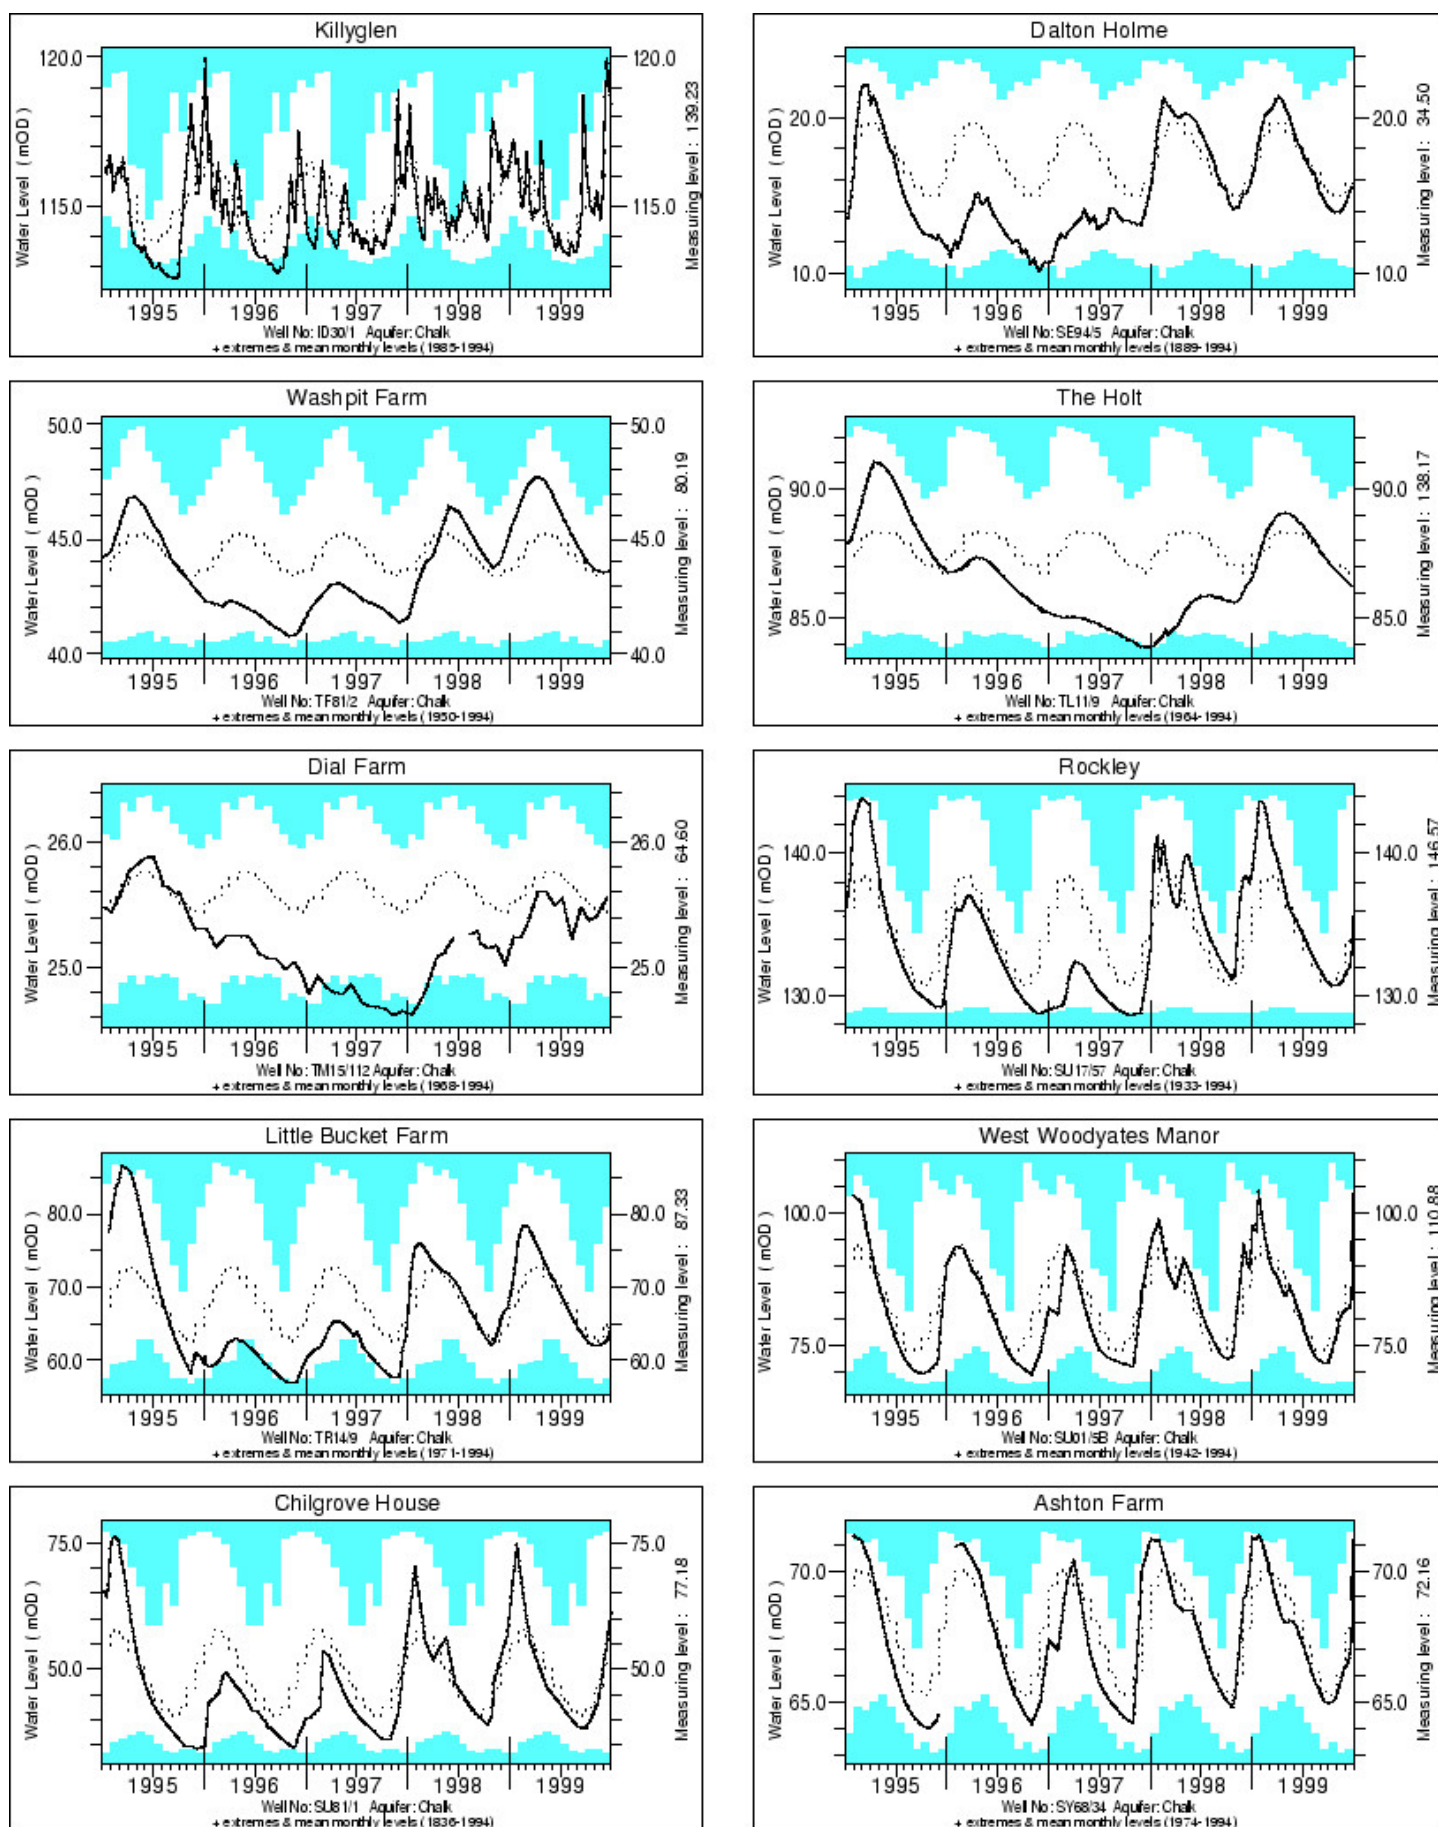 Killyglen
120.0
120.0
115.0
115.0
Water Level ( mOD )
Measuring level : 139.23
1995 1996 1997 1998 1999
Well No: ID30/1 Aquifer: Chalk
+ extremes & mean monthly levels (1985-1994)
Dalton Holme
20.0
20.0
10.0
10.0
Water Level ( mOD )
Measuring level : 34.50
1995 1996 1997 1998 1999
Well No: SE94/5 Aquifer: Chalk
+ extremes & mean monthly levels (1889-1994)
Washpit Farm
50.0
50.0
45.0
45.0
40.0
40.0
Water Level ( mOD )
Measuring level : 80.19
1995 1996 1997 1998 1999
Well No: TF81/2 Aquifer: Chalk
+ extremes & mean monthly levels (1950-1994)
The Holt
90.0
90.0
85.0
85.0
Water Level ( mOD )
Measuring level : 138.17
1995 1996 1997 1998 1999
Well No: TL11/9 Aquifer: Chalk
+ extremes & mean monthly levels (1964-1994)
Dial Farm
26.0
26.0
25.0
25.0
Water Level ( mOD )
Measuring level : 64.60
1995 1996 1997 1998 1999
Well No: TM15/112 Aquifer: Chalk
+ extremes & mean monthly levels (1968-1994)
Rockley
140.0
140.0
130.0
130.0
Water Level ( mOD )
Measuring level : 146.57
1995 1996 1997 1998 1999
Well No: SU17/57 Aquifer: Chalk
+ extremes & mean monthly levels (1933-1994)
Little Bucket Farm
80.0
80.0
70.0
70.0
60.0
60.0
Water Level ( mOD )
Measuring level : 87.33
1995 1996 1997 1998 1999
Well No: TR14/9 Aquifer: Chalk
+ extremes & mean monthly levels (1971-1994)
West Woodyates Manor
100.0
100.0
75.0
75.0
Water Level ( mOD )
Measuring level : 110.88
1995 1996 1997 1998 1999
Well No: SU01/5B Aquifer: Chalk
+ extremes & mean monthly levels (1942-1994)
Chilgrove House
75.0
75.0
50.0
50.0
Water Level ( mOD )
Measuring level : 77.18
1995 1996 1997 1998 1999
Well No: SU81/1 Aquifer: Chalk
+ extremes & mean monthly levels (1836-1994)
Ashton Farm
70.0
70.0
65.0
65.0
Water Level ( mOD )
Measuring level : 72.16
1995 1996 1997 1998 1999
Well No: SY68/34 Aquifer: Chalk
+ extremes & mean monthly levels (1974-1994)